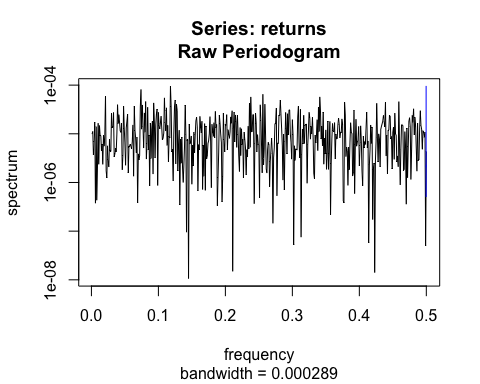 Series: returns
Raw Periodogram
1e-04
1e-06
1e-08
spectrum
0.0 0.1 0.2 0.3 0.4 0.5
frequency
bandwidth = 0.000289